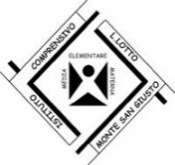 ISTITUTO
COMPRENSIVO
L.LOTTO
MONTE SAN GIUSTO
MEDIA
ELEMENTARE
MATERNA